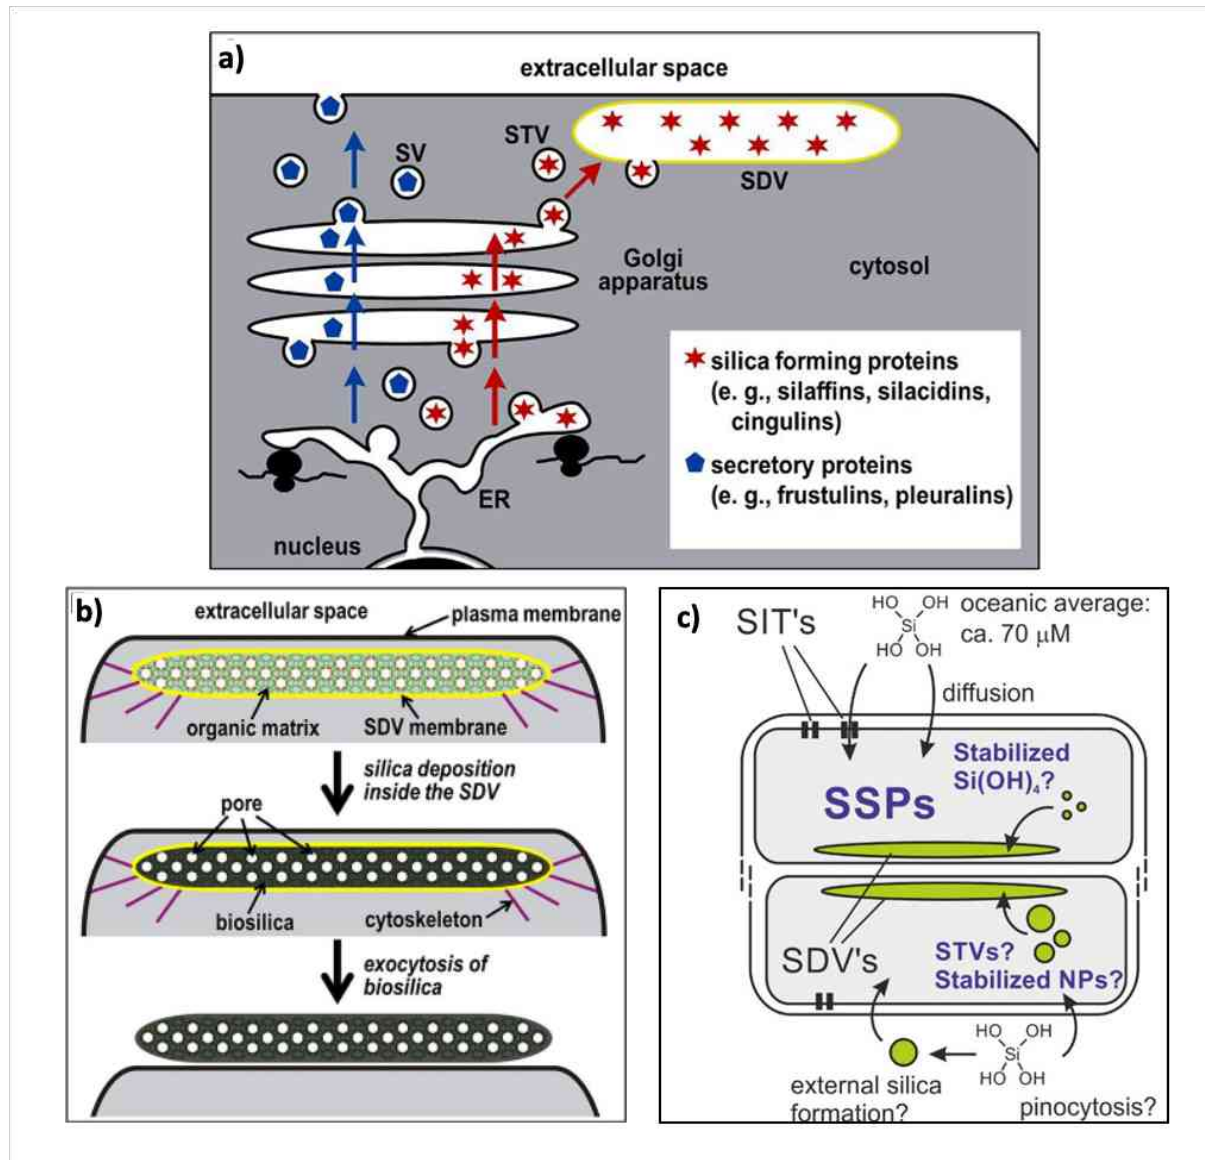 a)
extracellular space
STV
SV
SDV
Golgi
apparatus
cytosol
silica forming proteins
(e. g., silaffins, silacidins,
cingulins)
secretory proteins
(e. g., frustulins, pleuralins)
ER
nucleus
b)
extracellular space
plasma membrane
organic matrix
SDV membrane
silica deposition
inside the SDV
pore
biosilica
cytoskeleton
exocytosis of
biosilica
c)
SIT's
HO OH
Si
HO OH
oceanic average:
ca. 70 μM
diffusion
Stabilized
Si(OH)₄?
SSPs
SDV's
STVs?
Stabilized NPs?
HO OH
Si
HO OH
external silica
formation?
pinocytosis?